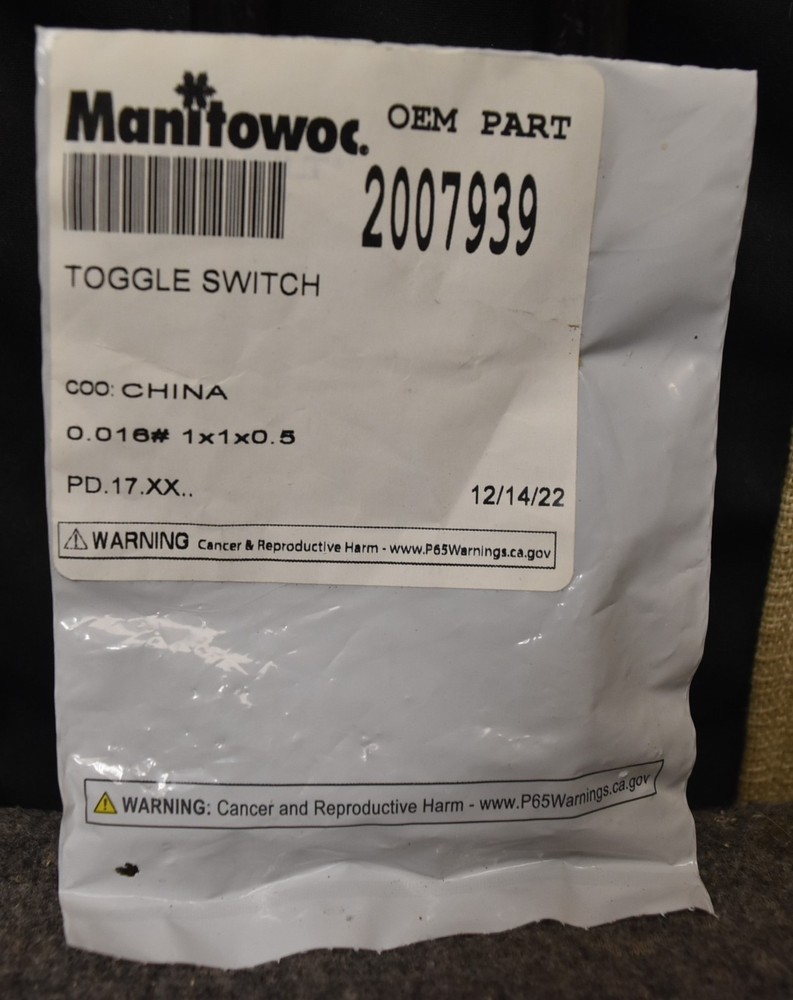 Manitowoc. OEM PART
2007939
TOGGLE SWITCH
COO: CHINA
0.016# 1x1x0.5
PD.17.XX..
12/14/22
⚠ WARNING Cancer & Reproductive Harm - www.P65Warnings.ca.gov
⚠ WARNING: Cancer and Reproductive Harm - www.P65Warnings.ca.gov